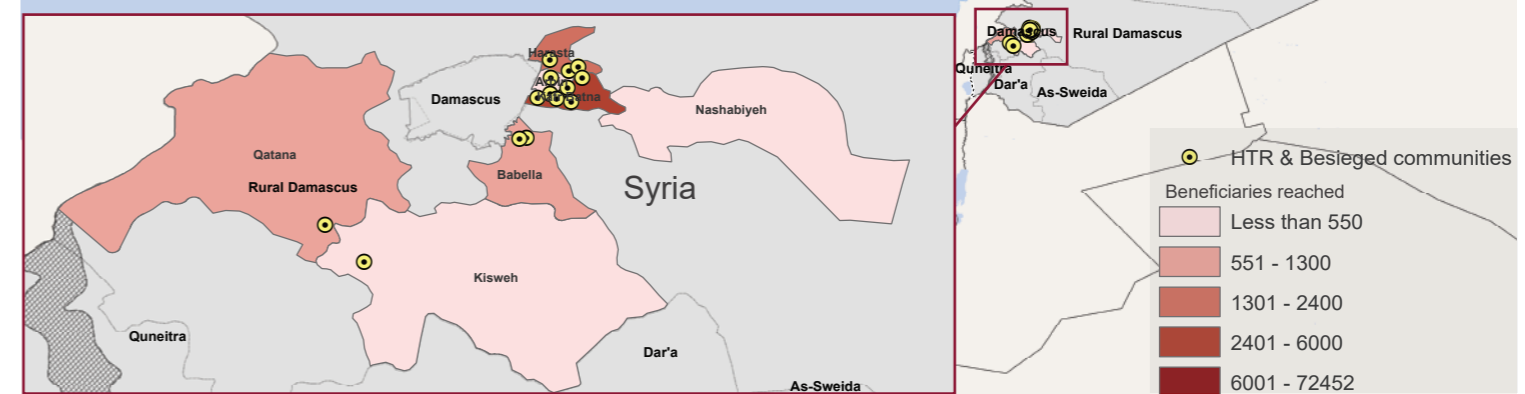 Harasta
Damascus
Nashabiyeh
Qatana
Rural Damascus
Babella
Syria
Kisweh
Quneitra
Dar'a
As-Sweida
Damascus
Rural Damascus
Quneitra
Dar'a
As-Sweida
HTR & Besieged communities
Beneficiaries reached
Less than 550
551 - 1300
1301 - 2400
2401 - 6000
6001 - 72452